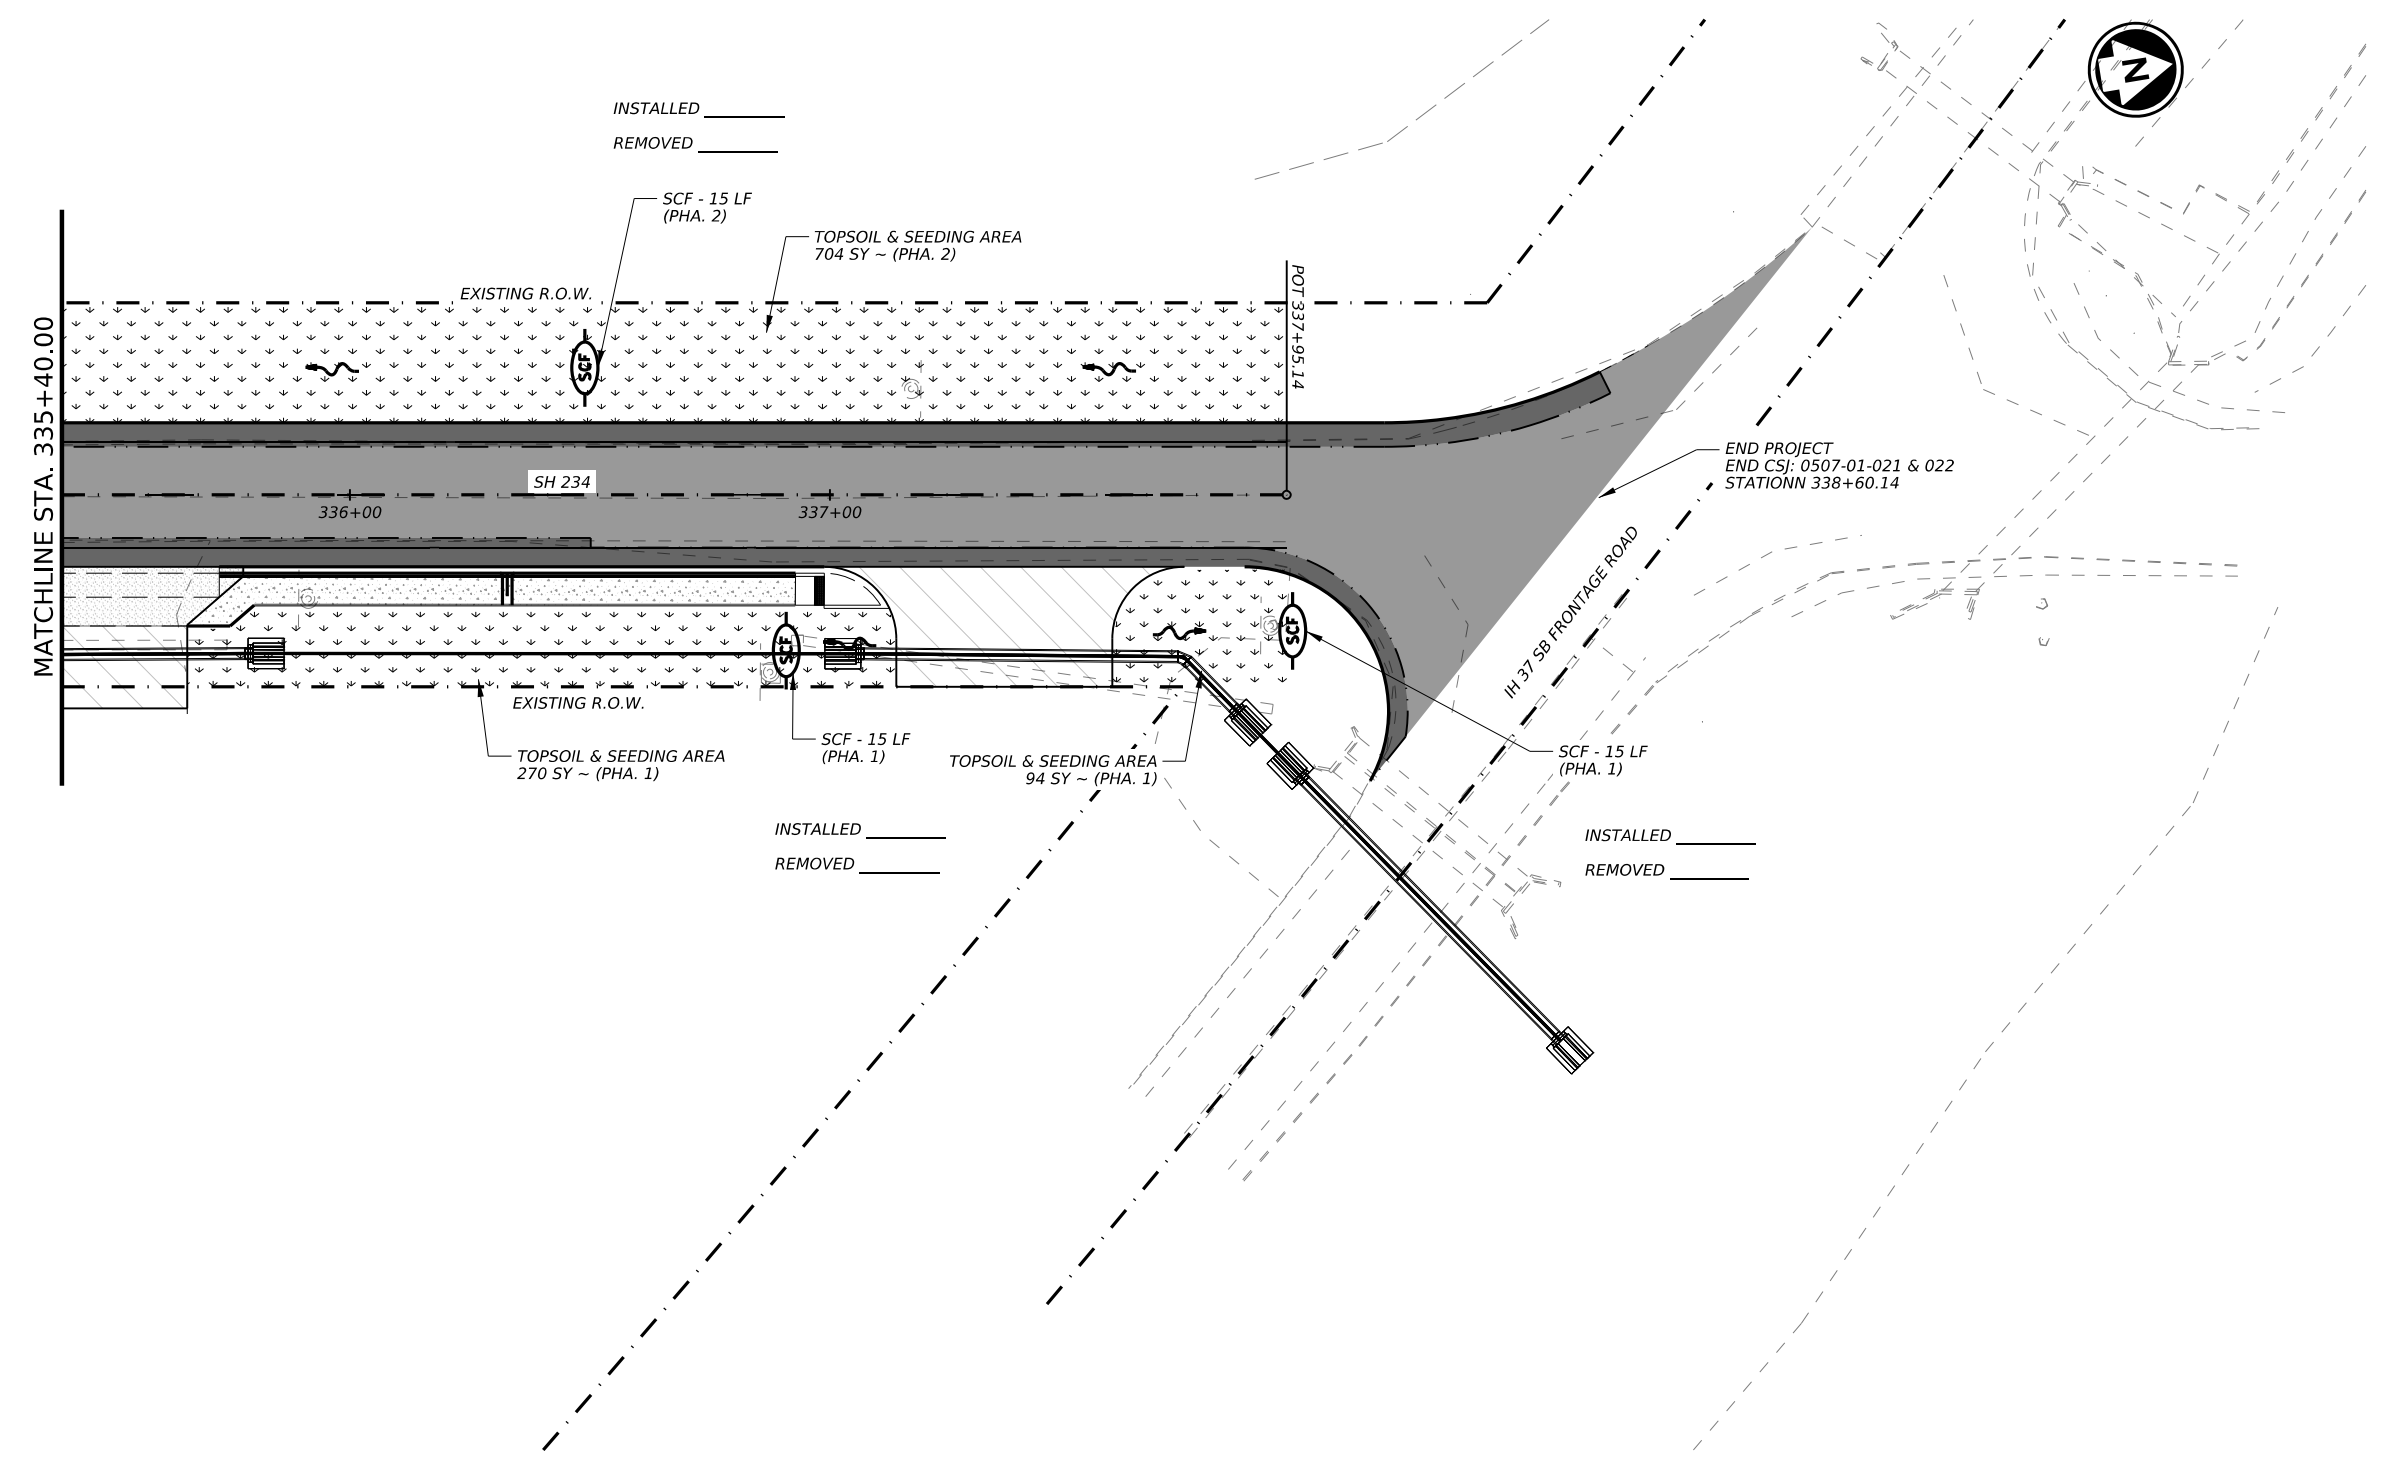 N
INSTALLED
REMOVED
SCF - 15 LF
(PHA. 2)
TOPSOIL & SEEDING AREA
704 SY ~ (PHA. 2)
EXISTING R.O.W.
POT 337+95.14
MATCHLINE STA. 335+40.00
SCF
END PROJECT
END CSJ: 0507-01-021 & 022
STATIONN 338+60.14
SH 234
336+00
337+00
IH 37 SB FRONTAGE ROAD
SCF
SCF
EXISTING R.O.W.
TOPSOIL & SEEDING AREA
270 SY ~ (PHA. 1)
SCF - 15 LF
(PHA. 1)
TOPSOIL & SEEDING AREA
94 SY ~ (PHA. 1)
SCF - 15 LF
(PHA. 1)
INSTALLED
REMOVED
INSTALLED
REMOVED